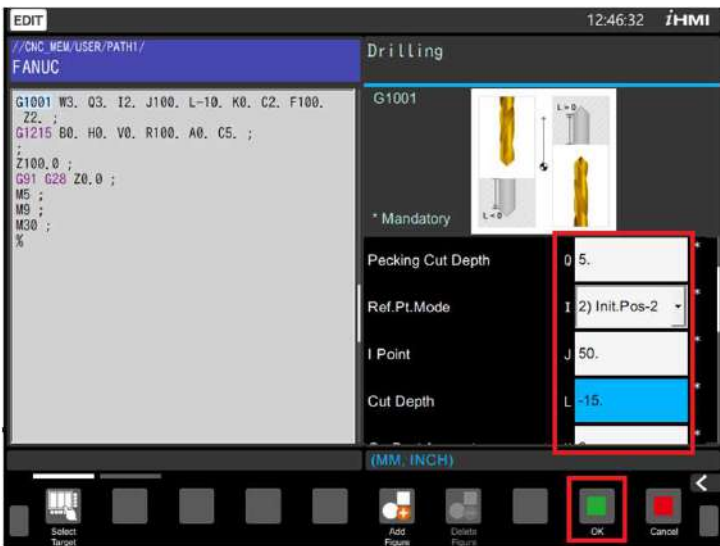 EDIT
12:46:32 iHMI
//CNC_MEM/USER/PATH1/
FANUC
G1001 W3. Q3. I2. J100. L-10. K0. C2. F100.
Z2. ;
G1215 B0. H0. V0. R100. A0. C5. ;
;
Z100.0 ;
G91 G28 Z0.0 ;
M5 ;
M9 ;
M30 ;
%
Drilling
G1001
L>0
L<0
* Mandatory
Pecking Cut Depth Q 5. *
Ref.Pt.Mode I 2) Init.Pos-2 *
I Point J 50. *
Cut Depth L -15. *
(MM, INCH)
<
Select
Target
Add
Figure
Delete
Figure
OK
Cancel